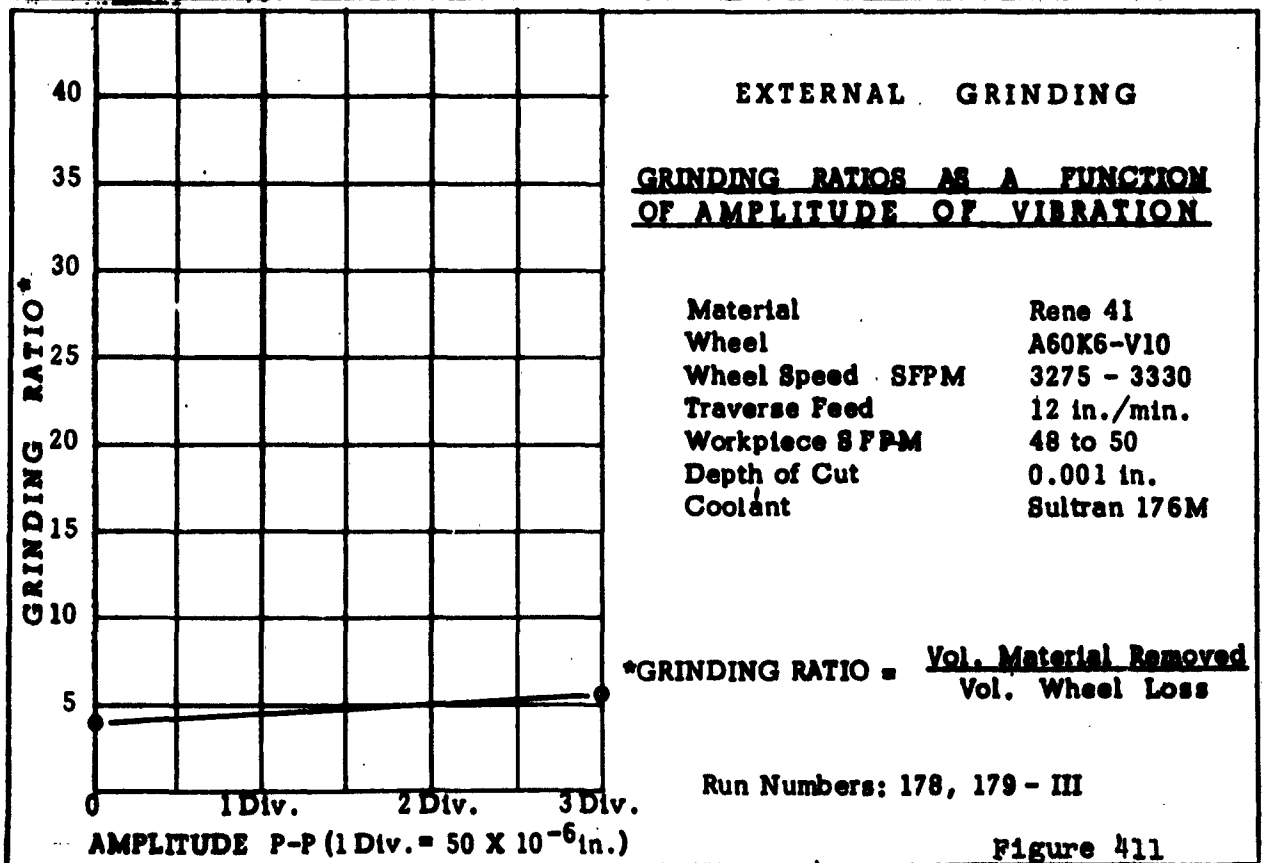 EXTERNAL GRINDING
GRINDING RATIOS AS A FUNCTION
OF AMPLITUDE OF VIBRATION
Material Rene 41
Wheel A60K6-V10
Wheel Speed SFPM 3275 - 3330
Traverse Feed 12 in./min.
Workpiece SFPM 48 to 50
Depth of Cut 0.001 in.
Coolant Sultran 176M
*GRINDING RATIO = Vol. Material Removed
Vol. Wheel Loss
Run Numbers: 178, 179 - III
Figure 411
GRINDING RATIO*
40
35
30
25
20
15
10
5
0 1 Div. 2 Div. 3 Div.
AMPLITUDE P-P (1 Div. = 50 X 10⁻⁶in.)